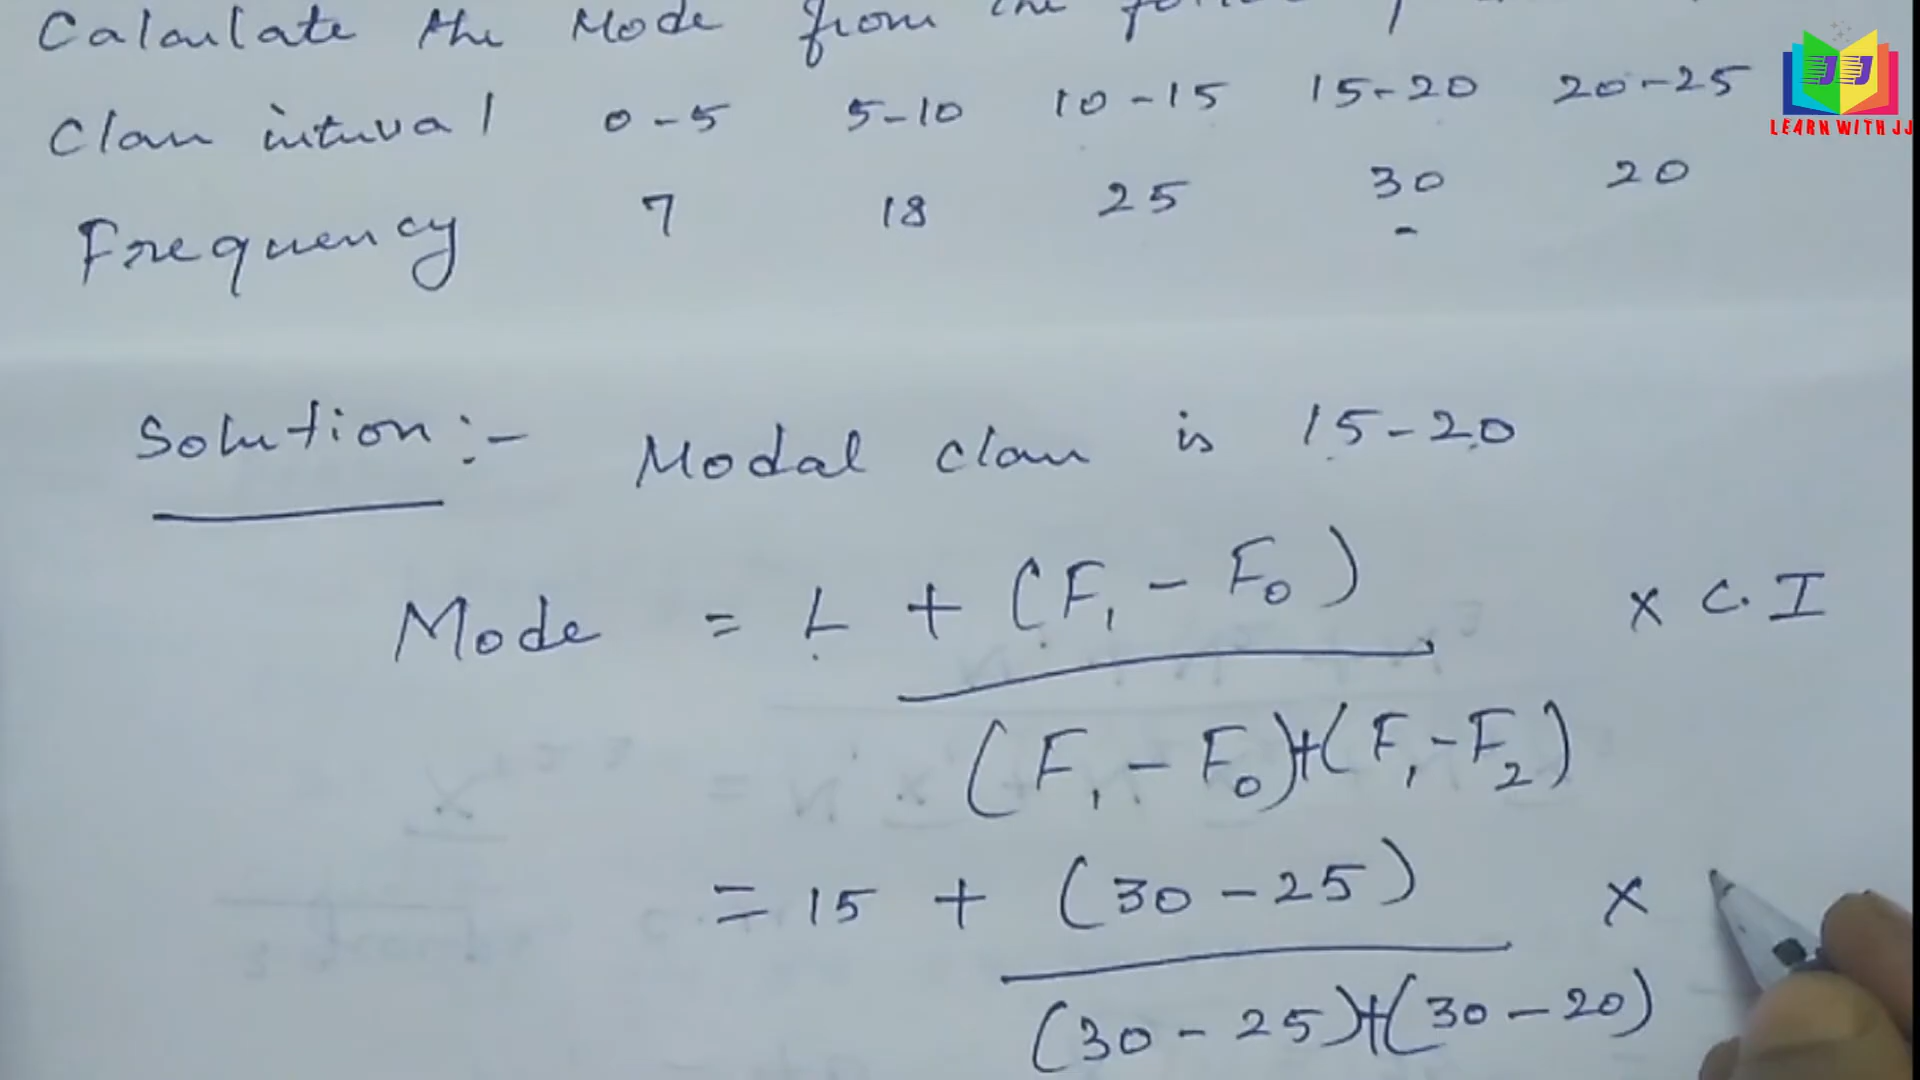 Calculate the Mode from the
Class interval 0-5 5-10 10-15 15-20 20-25
Frequency 7 18 25 30 20
Solution:- Modal class is 15-20
Mode = L + (F₁ - F₀) x C.I
(F₁ - F₀)+(F₁ - F₂)
= 15 + (30-25) x
(30-25)+(30-20)
JJ
LEARN WITH JJ